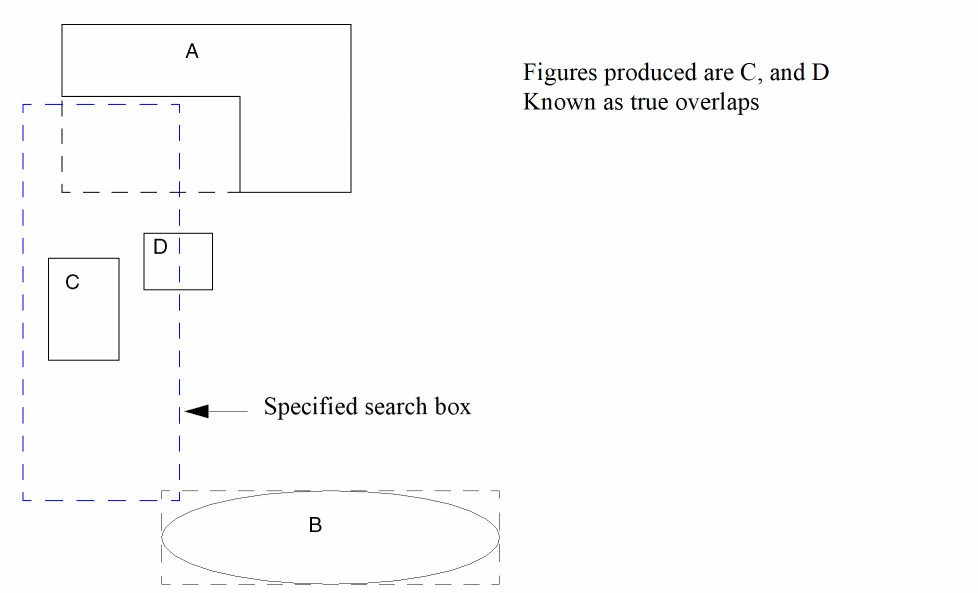 A
Figures produced are C, and D
Known as true overlaps
D
C
Specified search box
B